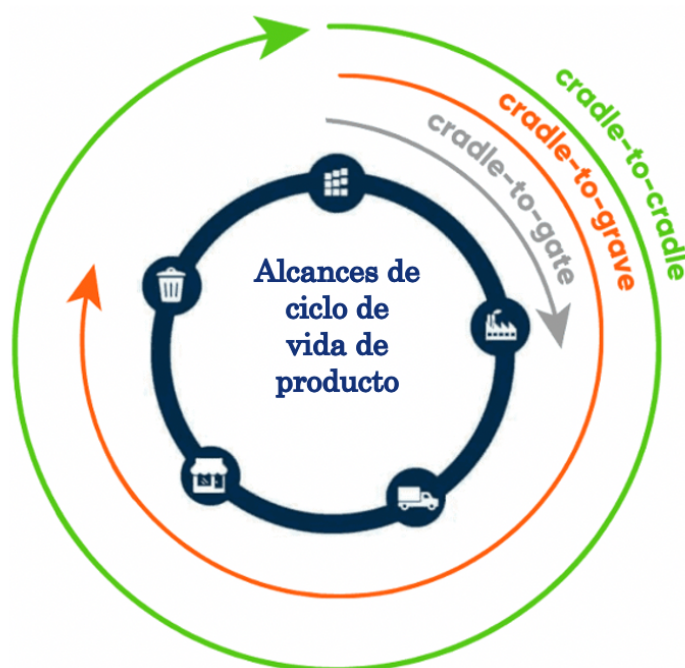 cradle-to-cradle
cradle-to-grave
cradle-to-gate
Alcances de
ciclo de
vida de
producto